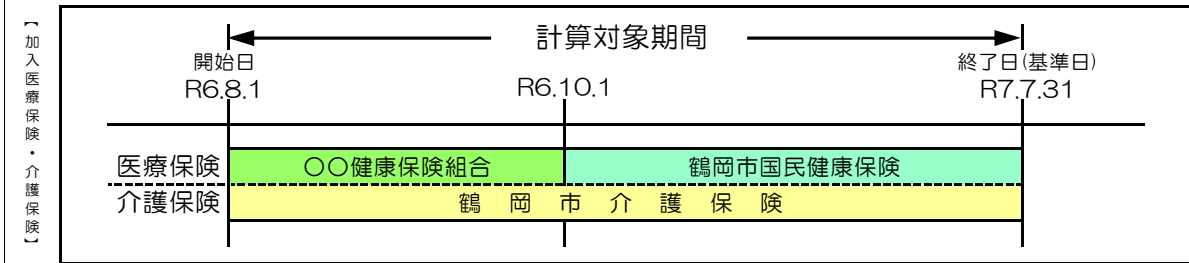 【加入医療保険・介護保険】
計算対象期間
開始日
R6.8.1
R6.10.1
終了日(基準日)
R7.7.31
医療保険
〇〇健康保険組合
鶴岡市国民健康保険
介護保険
鶴岡市介護保険